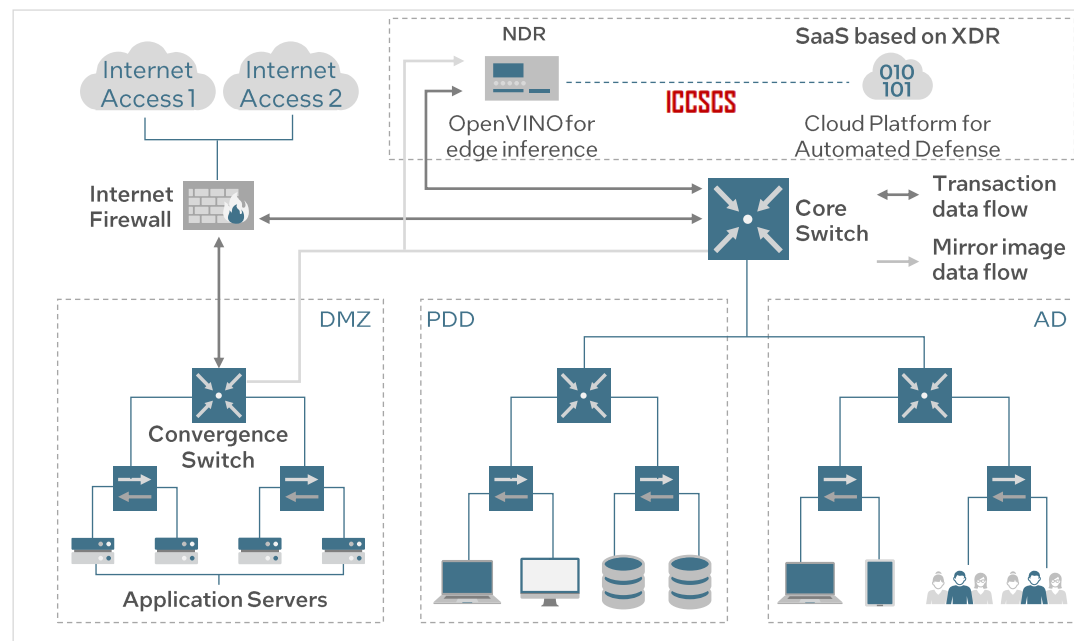 Internet
Access 1
Internet
Access 2
NDR
SaaS based on XDR
010
101
ICCSCS
OpenVINO for
edge inference
Cloud Platform for
Automated Defense
Internet
Firewall
Core
Switch
Transaction
data flow
Mirror image
data flow
DMZ
PDD
AD
Convergence
Switch
Application Servers